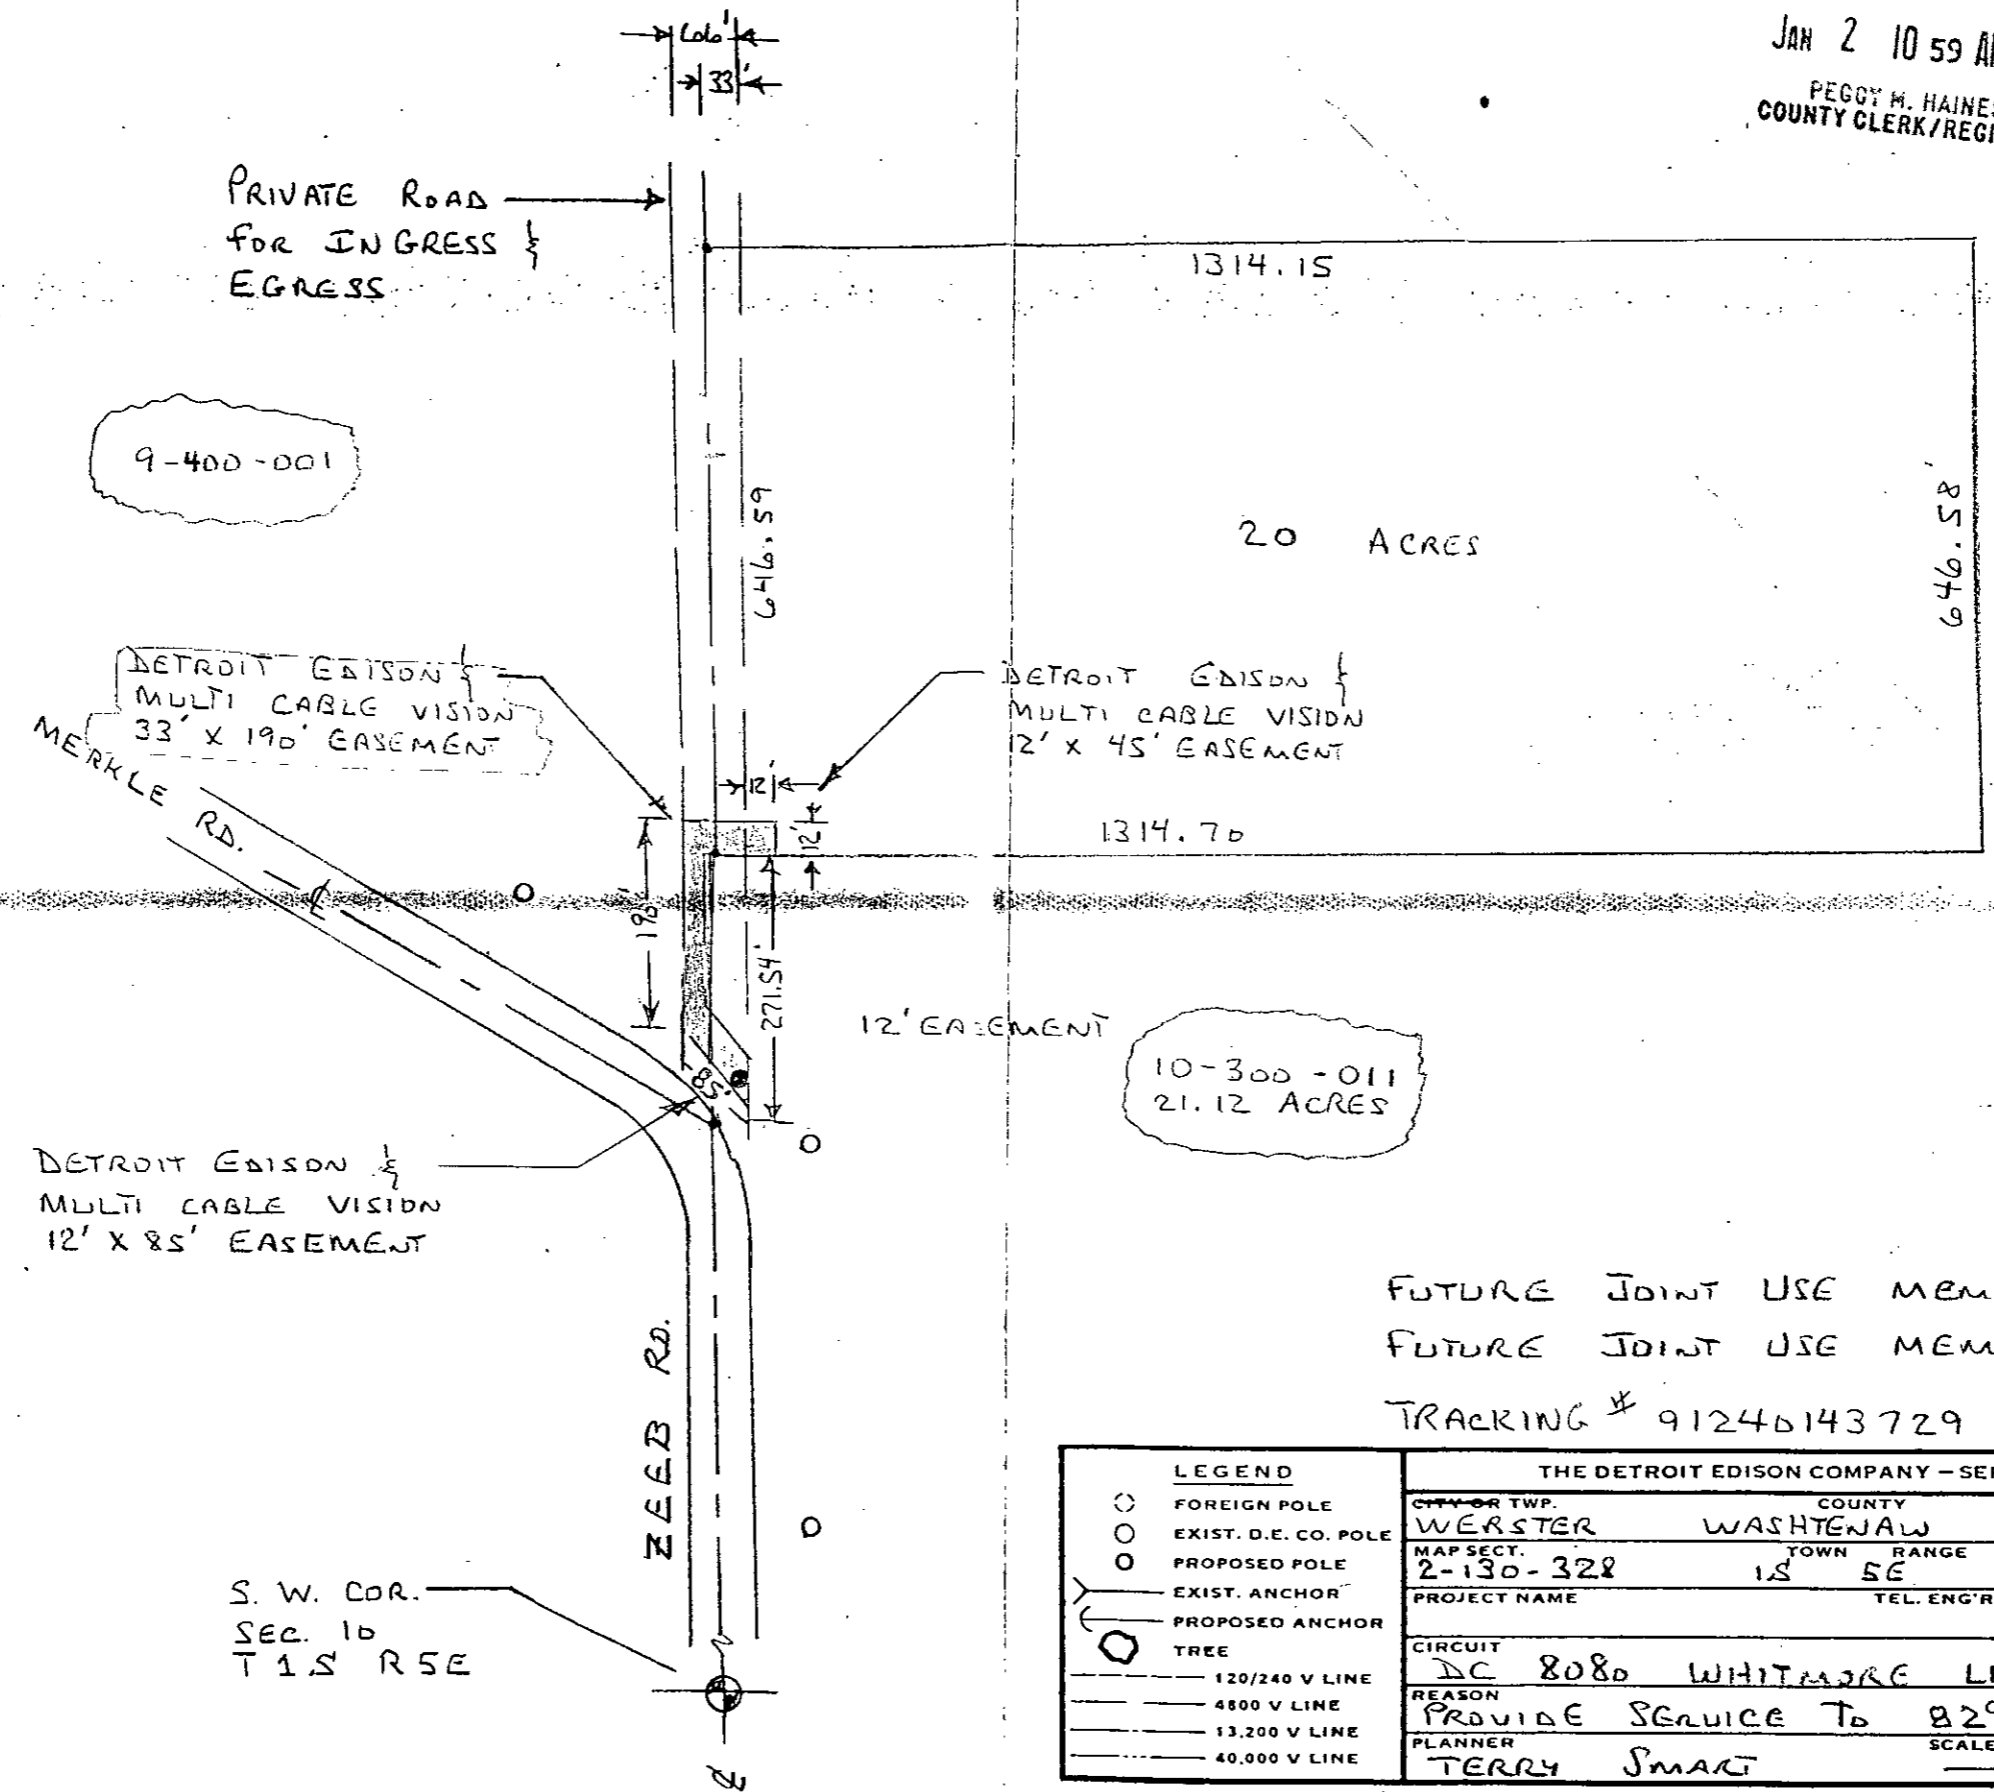 66'
33'
JAN 2 10 59 AM
PEGGY M. HAINES
COUNTY CLERK/REGI
PRIVATE ROAD
FOR INGRESS &
EGRESS
1314.15
9-400-001
646.59
20 ACRES
646.58'
DETROIT EDISON &
MULTI CABLE VISION
33' X 190' EASEMENT
DETROIT EDISON &
MULTI CABLE VISION
12' X 45' EASEMENT
MERKLE RD.
12'
12'
1314.70
190'
271.54'
12' EASEMENT
85'
10-300-011
21.12 ACRES
DETROIT EDISON &
MULTI CABLE VISION
12' X 85' EASEMENT
ZEEB RD.
FUTURE JOINT USE MEM
FUTURE JOINT USE MEM
TRACKING # 91240143729
S. W. COR.
SEC. 10
T 1 S R 5 E
LEGEND
FOREIGN POLE
EXIST. D.E. CO. POLE
PROPOSED POLE
EXIST. ANCHOR
PROPOSED ANCHOR
TREE
120/240 V LINE
4800 V LINE
13,200 V LINE
40,000 V LINE
THE DETROIT EDISON COMPANY – SE
CITY OR TWP. COUNTY
WERSTER WASHTENAW
MAP SECT. TOWN RANGE
2-130-328 1S 5E
PROJECT NAME TEL. ENG'R
CIRCUIT
DC 8080 WHITMORE L
REASON
PROVIDE SERVICE TO 829
PLANNER SCALE
TERRY SMART